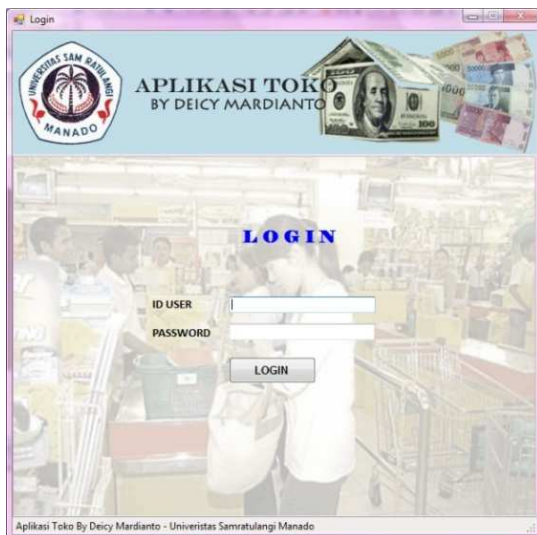 Login
UNIVERSITAS SAM RATULANGI
MANADO
APLIKASI TOKO
BY DEICY MARDIANTO
100
LOGIN
ID USER
PASSWORD
LOGIN
Aplikasi Toko By Deicy Mardianto - Univeristas Samratulangi Manado